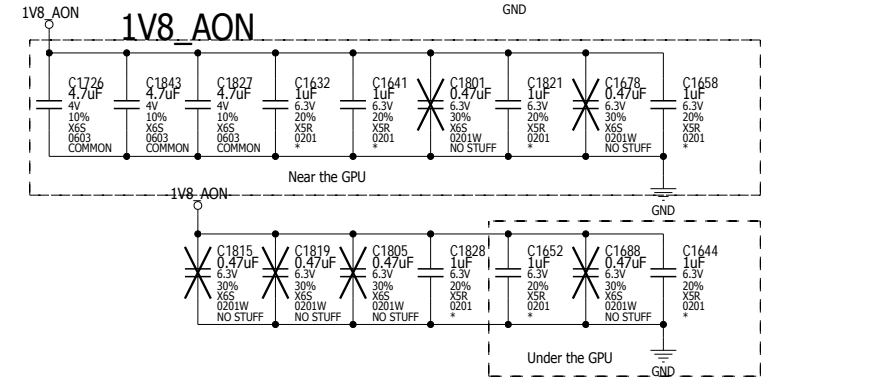 1V8_AON
GND
1V8_AON
C1726
4.7uF
4V
10%
X6S
0603
COMMON
C1843
4.7uF
4V
10%
X6S
0603
COMMON
C1827
4.7uF
4V
10%
X6S
0603
COMMON
C1632
1uF
6.3V
20%
X5R
0201
*
C1641
1uF
6.3V
20%
X5R
0201
*
C1801
0.47uF
6.3V
30%
X6S
0201W
NO STUFF
C1821
1uF
6.3V
20%
X5R
0201
*
C1678
0.47uF
6.3V
30%
X6S
0201W
NO STUFF
C1658
1uF
6.3V
20%
X5R
0201
*
Near the GPU
GND
1V8_AON
C1815
0.47uF
6.3V
30%
X6S
0201W
NO STUFF
C1819
0.47uF
6.3V
30%
X6S
0201W
NO STUFF
C1805
0.47uF
6.3V
30%
X6S
0201W
NO STUFF
C1828
1uF
6.3V
20%
X5R
0201
*
C1652
1uF
6.3V
20%
X5R
0201
*
C1688
0.47uF
6.3V
30%
X6S
0201W
NO STUFF
C1644
1uF
6.3V
20%
X5R
0201
*
Under the GPU
GND